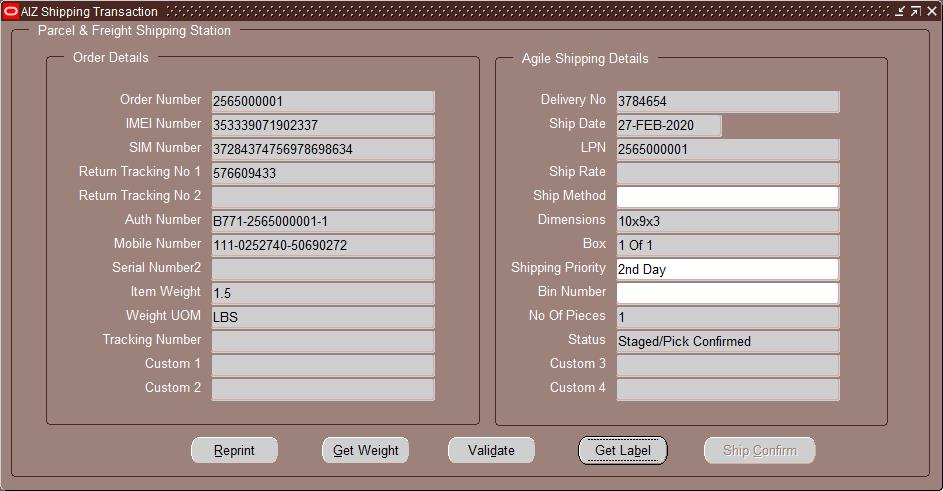 AIZ Shipping Transaction
Parcel & Freight Shipping Station
Order Details
Order Number 2565000001
IMEI Number 353339071902337
SIM Number 37284374756978698634
Return Tracking No 1 576609433
Return Tracking No 2
Auth Number B771-2565000001-1
Mobile Number 111-0252740-50690272
Serial Number2
Item Weight 1.5
Weight UOM LBS
Tracking Number
Custom 1
Custom 2
Agile Shipping Details
Delivery No 3784654
Ship Date 27-FEB-2020
LPN 2565000001
Ship Rate
Ship Method
Dimensions 10x9x3
Box 1 Of 1
Shipping Priority 2nd Day
Bin Number
No Of Pieces 1
Status Staged/Pick Confirmed
Custom 3
Custom 4
Reprint Get Weight Validate Get Label Ship Confirm